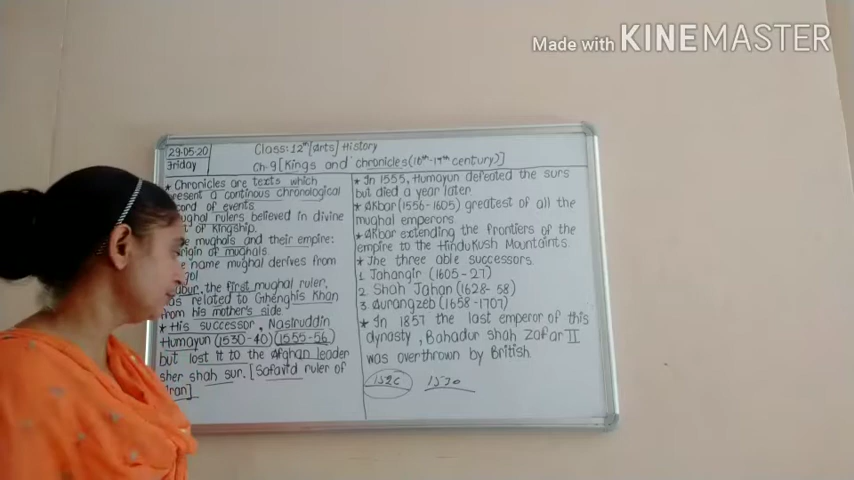 Made with KINEMASTER
29-05-20
Friday
Class:12th [Arts] History
Ch-9 [Kings and chronicles (16th-17th century)]
* Chronicles are texts which
present a continous chronological
cord of events
ughal rulers believed in divine
of kingship.
e mughals and their empire:
rigin of mughals.
e name mughal derives from
gol
abur, the first mughal ruler,
as related to Ghenghis Khan
from his mother's side
* His successor, Nasiruddin
Humayun (1530-40) (1555-56)
but lost it to the Afghan leader
sher shah sur. [Safavid ruler of
Iran]
* In 1555, Humayun defeated the surs
but died a year later.
* Akbar (1556-1605) greatest of all the
mughal emperors.
* Akbar extending the frontiers of the
empire to the Hindukush Mountaints.
* The three able successors.
1 Jahangir (1605-27)
2 Shah Jahan (1628-58)
3 Aurangzeb (1658-1707)
* In 1857 the last emperor of this
dynasty, Bahadur shah zafar II
was overthrown by British
1526 1530